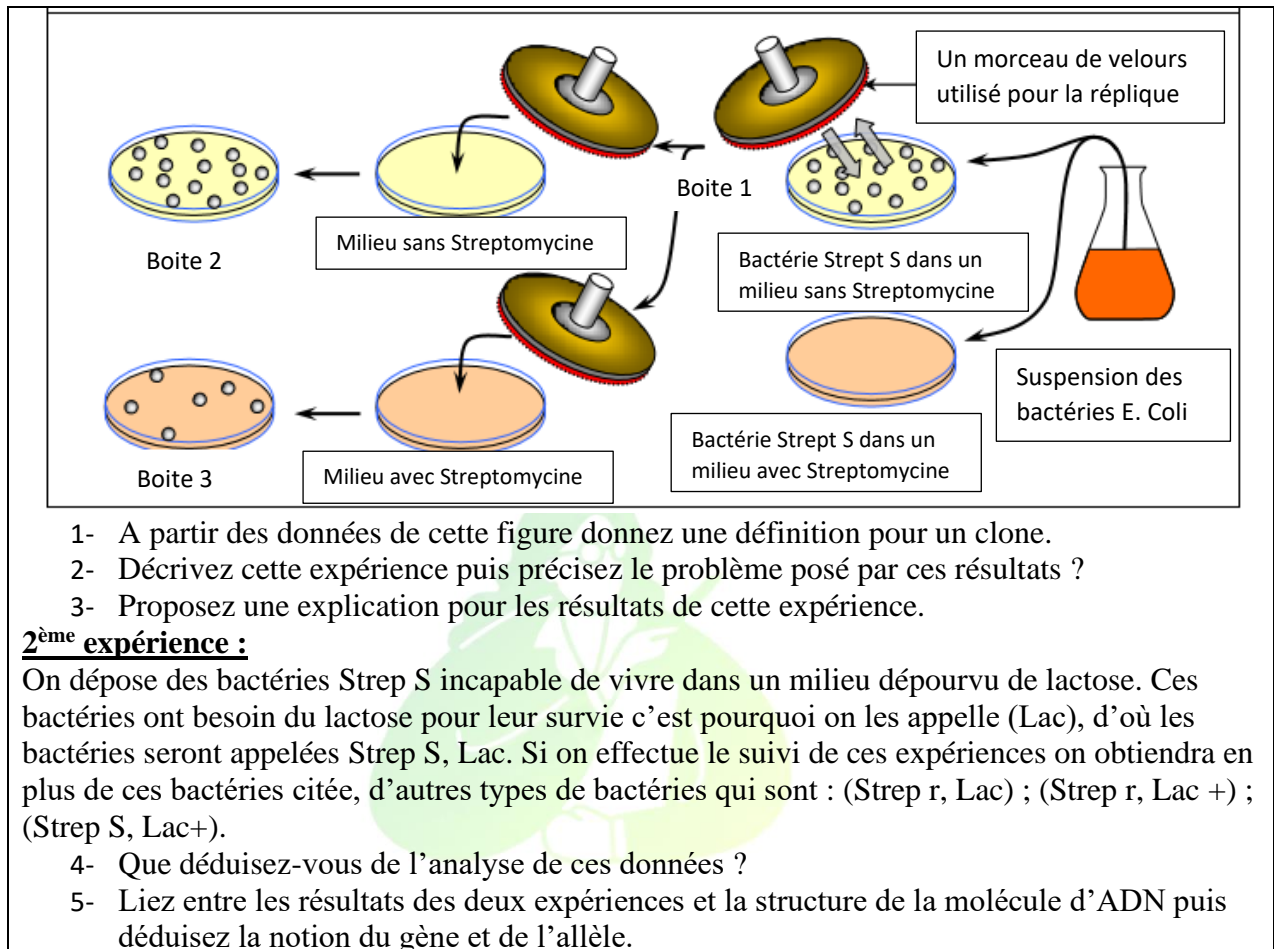 Un morceau de velours
utilisé pour la réplique
Boite 1
Milieu sans Streptomycine
Boite 2
Bactérie Strept S dans un
milieu sans Streptomycine
Suspension des
bactéries E. Coli
Bactérie Strept S dans un
milieu avec Streptomycine
Milieu avec Streptomycine
Boite 3
1- A partir des données de cette figure donnez une définition pour un clone.
2- Décrivez cette expérience puis précisez le problème posé par ces résultats ?
3- Proposez une explication pour les résultats de cette expérience.
2ème expérience :
On dépose des bactéries Strep S incapable de vivre dans un milieu dépourvu de lactose. Ces
bactéries ont besoin du lactose pour leur survie c’est pourquoi on les appelle (Lac), d’où les
bactéries seront appelées Strep S, Lac. Si on effectue le suivi de ces expériences on obtiendra en
plus de ces bactéries citée, d’autres types de bactéries qui sont : (Strep r, Lac) ; (Strep r, Lac +) ;
(Strep S, Lac+).
4- Que déduisez-vous de l’analyse de ces données ?
5- Liez entre les résultats des deux expériences et la structure de la molécule d’ADN puis
déduisez la notion du gène et de l’allèle.